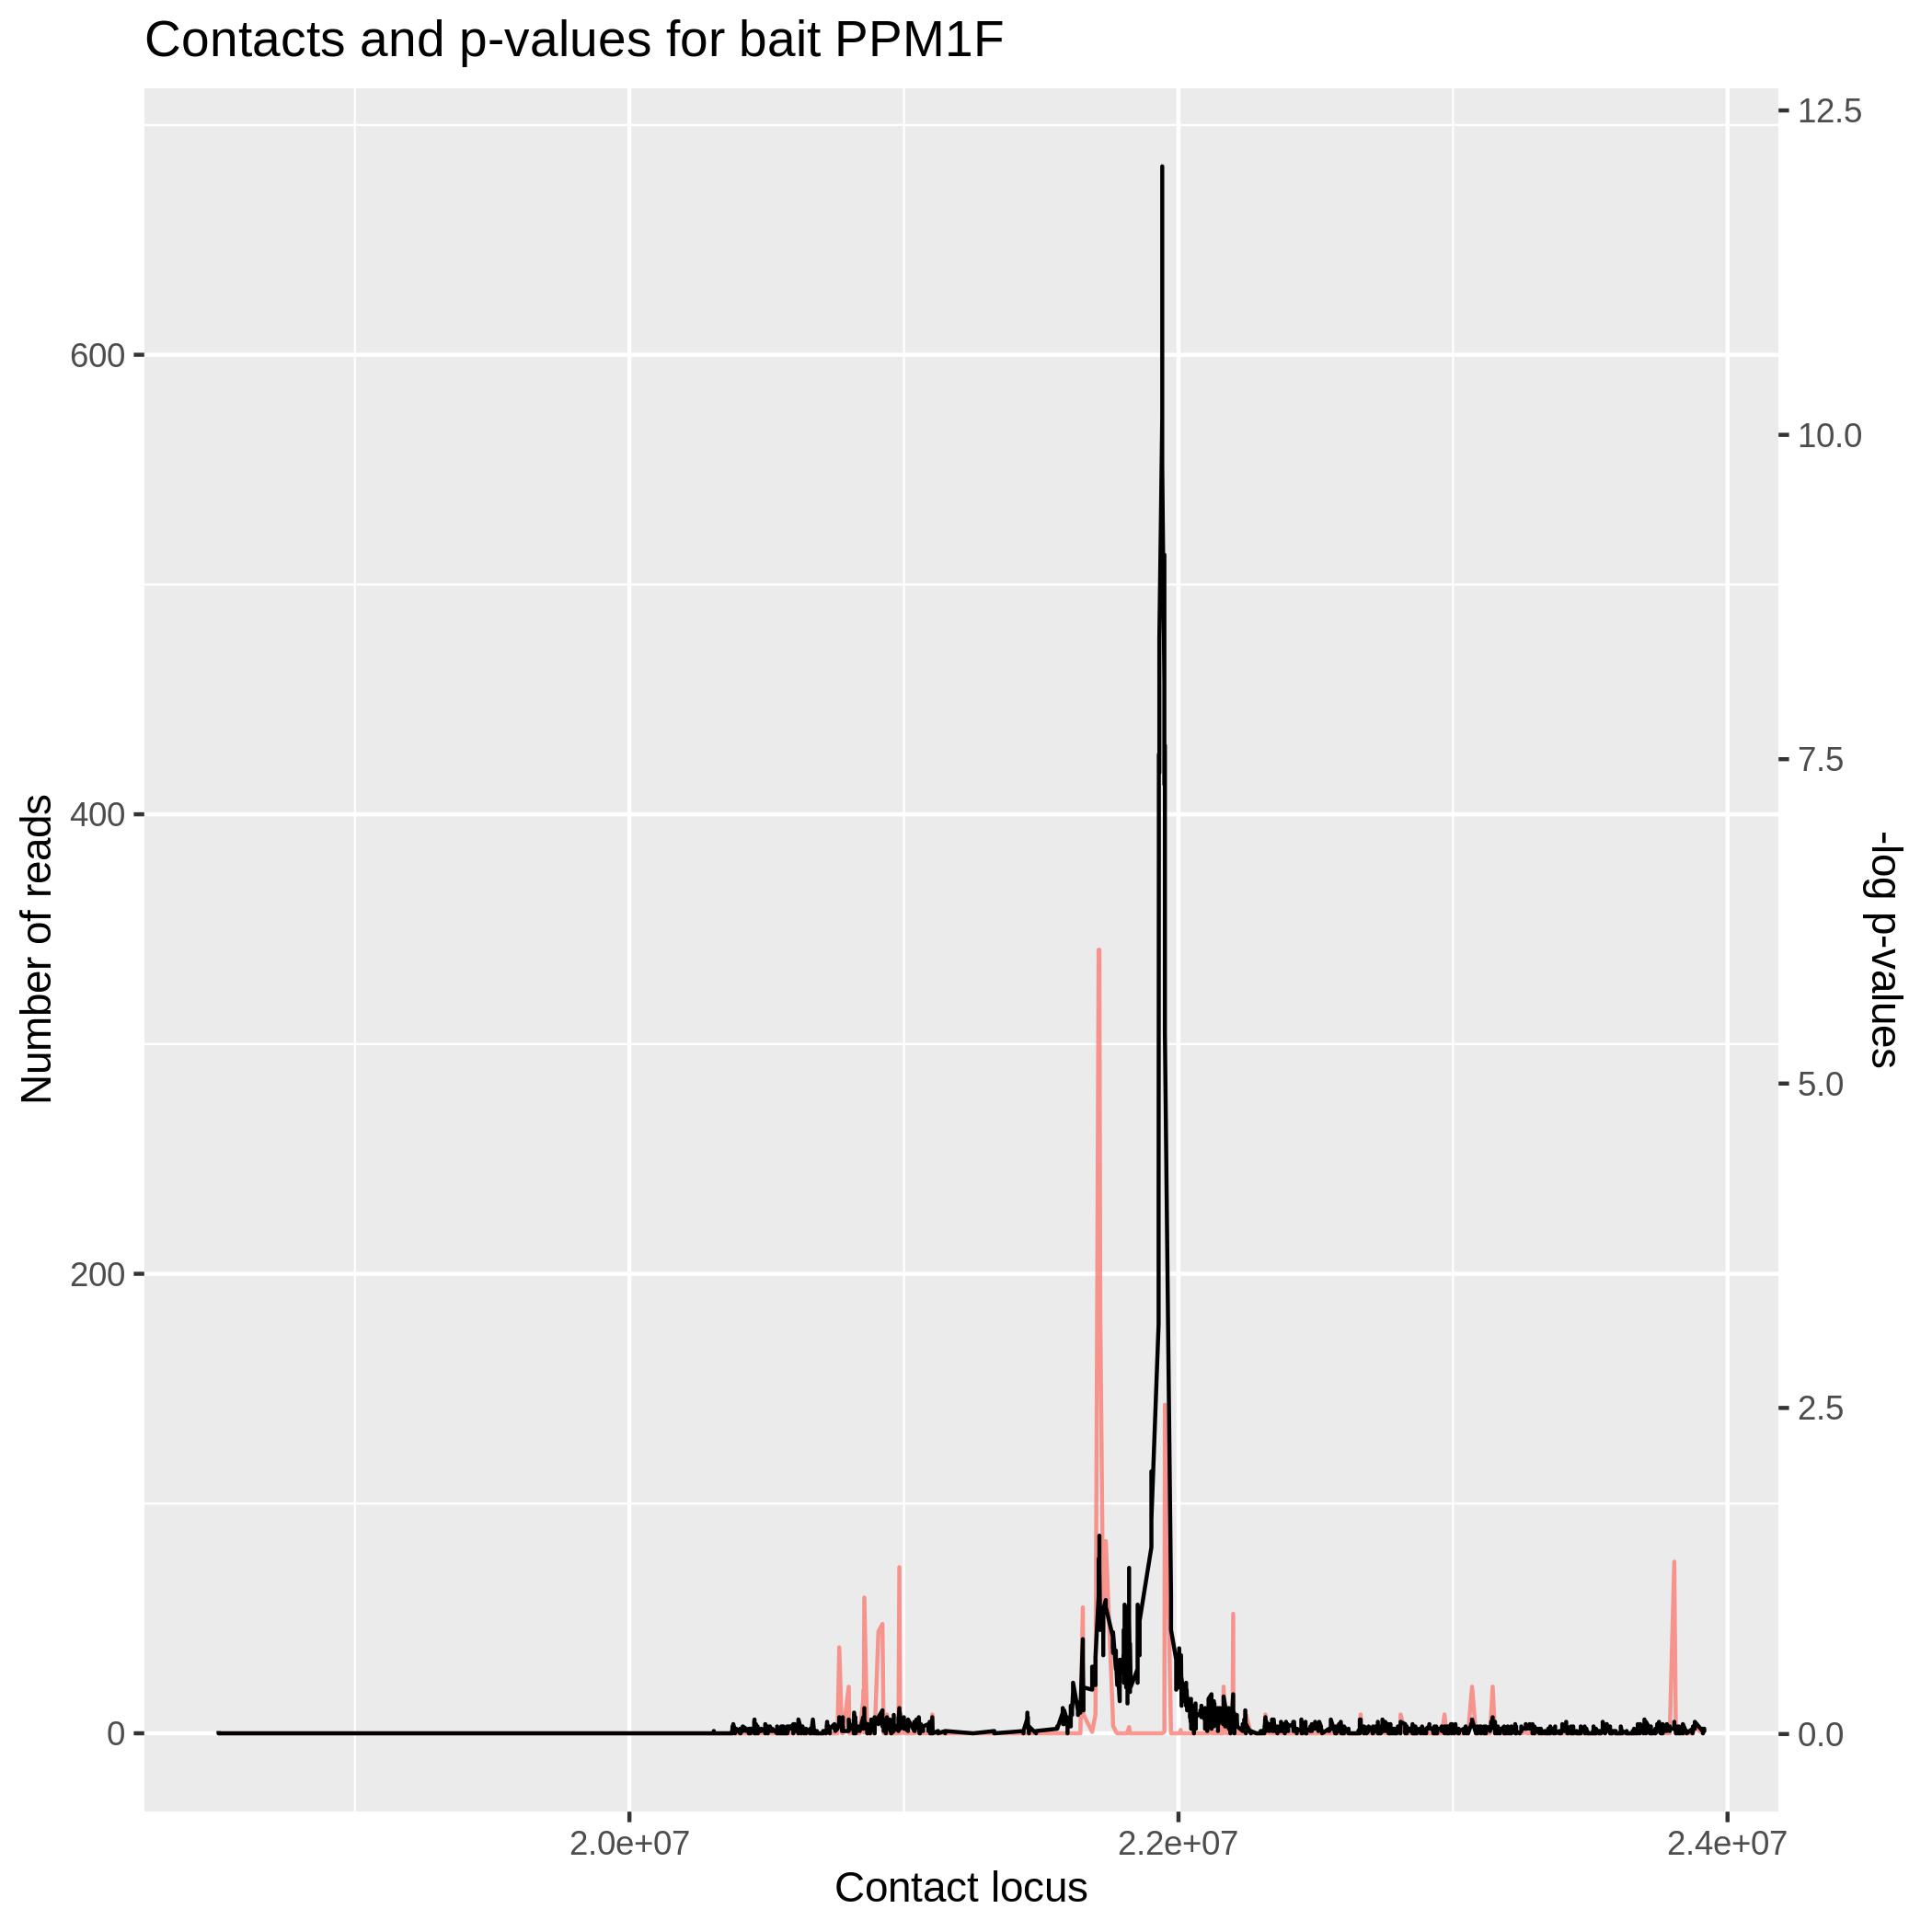 Contacts and p-values for bait PPM1F
12.5
600
10.0
7.5
400
Number of reads
-log p-values
5.0
200
2.5
0
0.0
2.0e+07
2.2e+07
2.4e+07
Contact locus